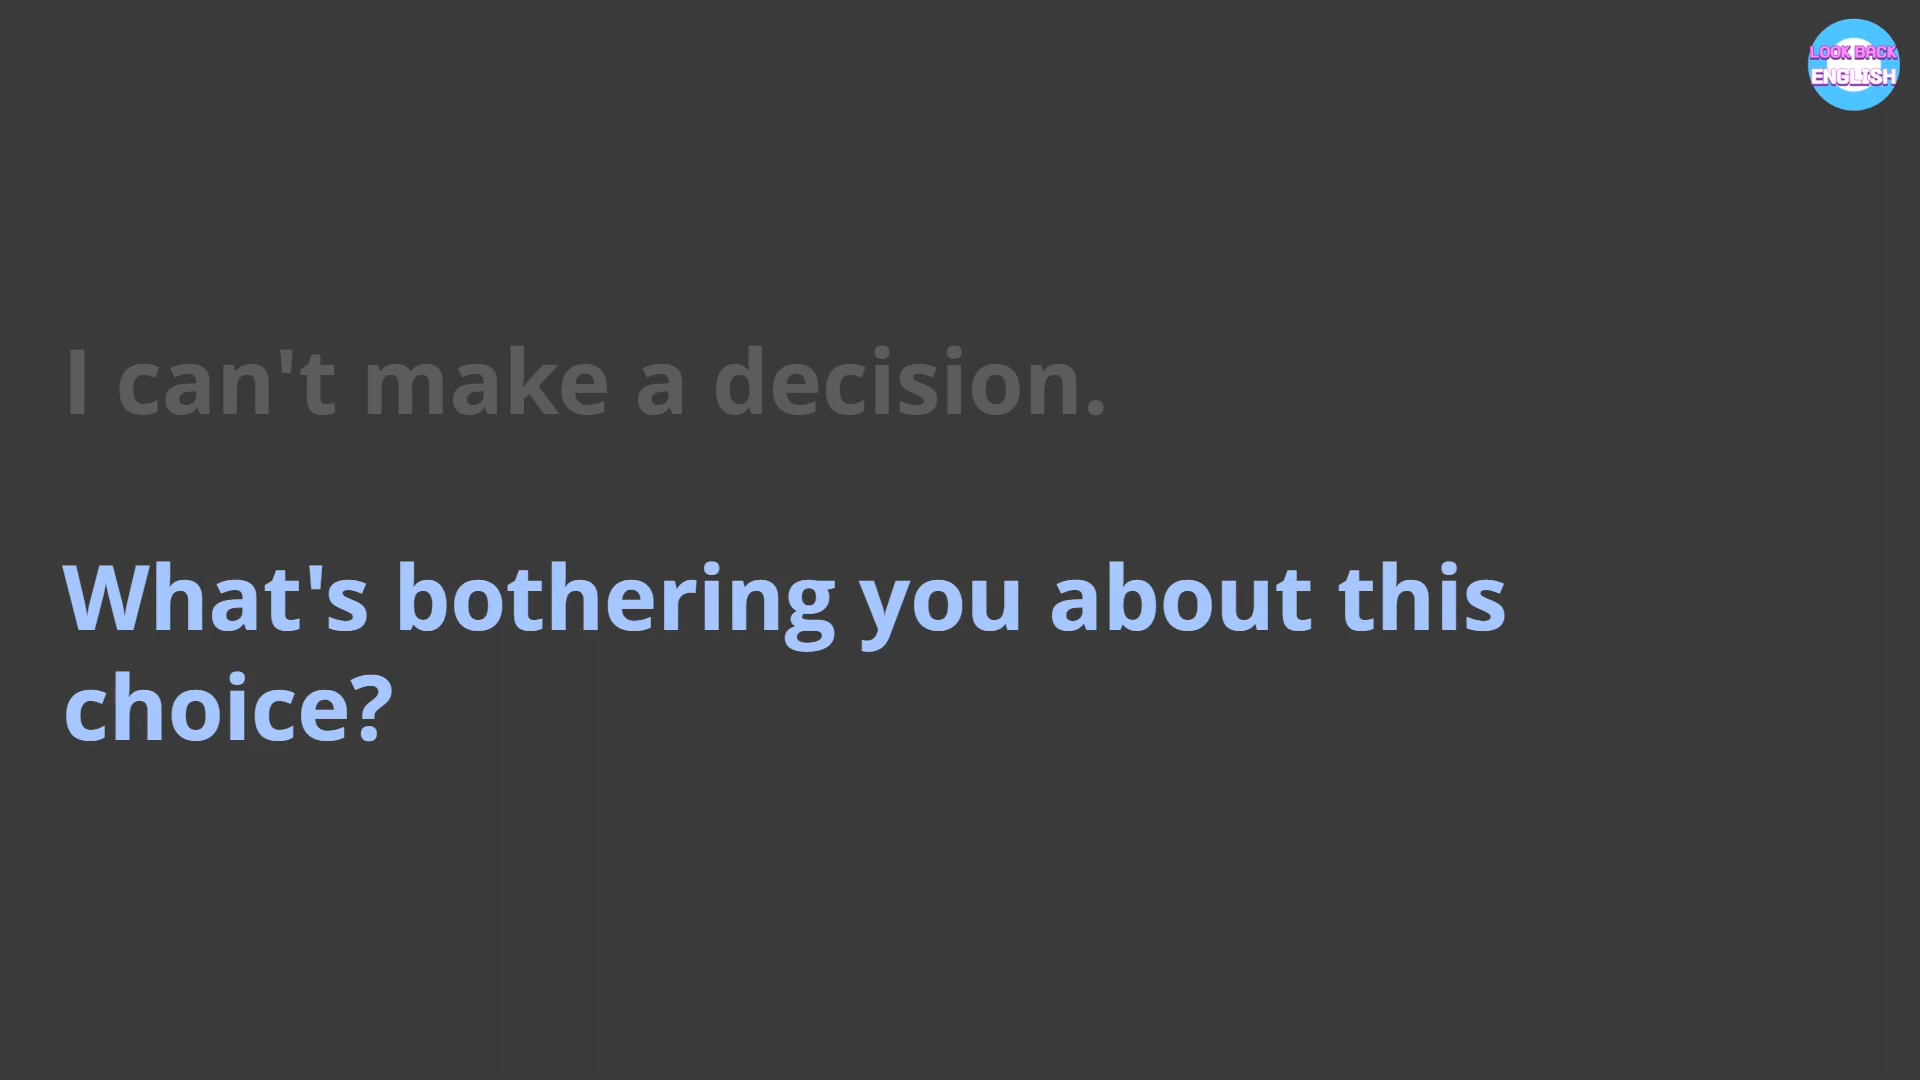 LOOK BACK
ENGLISH
I can't make a decision.
What's bothering you about this
choice?